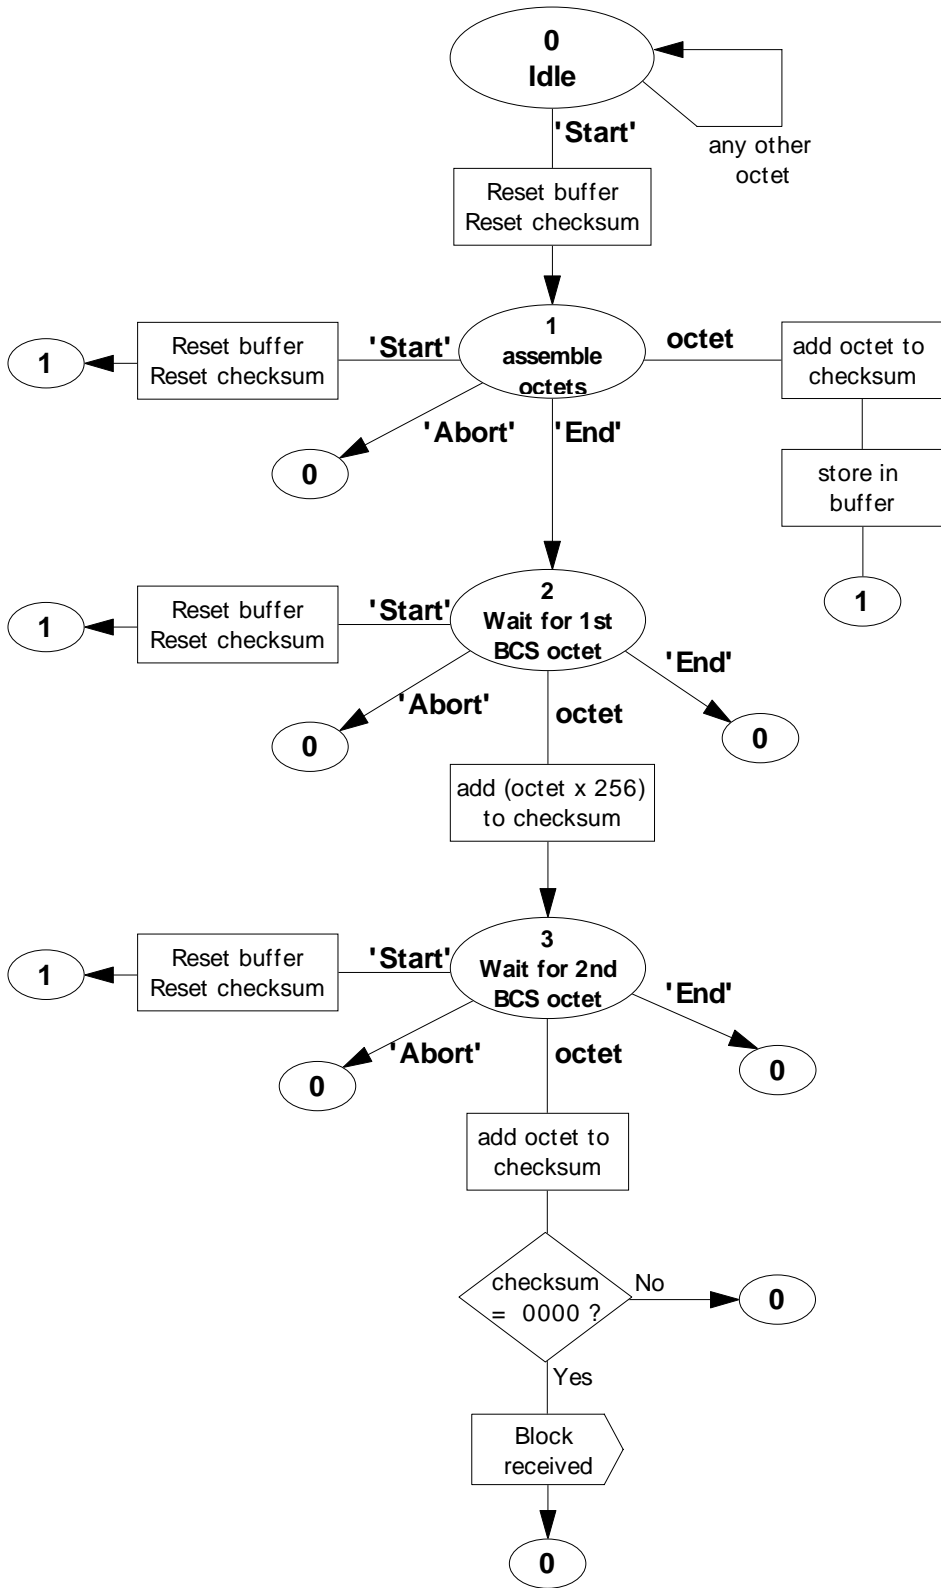 0
Idle
'Start'
any other
octet
Reset buffer
Reset checksum
1
assemble
octets
'Start'
Reset buffer
Reset checksum
1
octet
add octet to
checksum
'Abort'
'End'
0
store in
buffer
1
2
Wait for 1st
BCS octet
'Start'
Reset buffer
Reset checksum
1
'Abort'
octet
'End'
0
0
add (octet x 256)
to checksum
3
Wait for 2nd
BCS octet
'Start'
Reset buffer
Reset checksum
1
'Abort'
octet
'End'
0
0
add octet to
checksum
checksum
= 0000 ?
No
0
Yes
Block
received
0